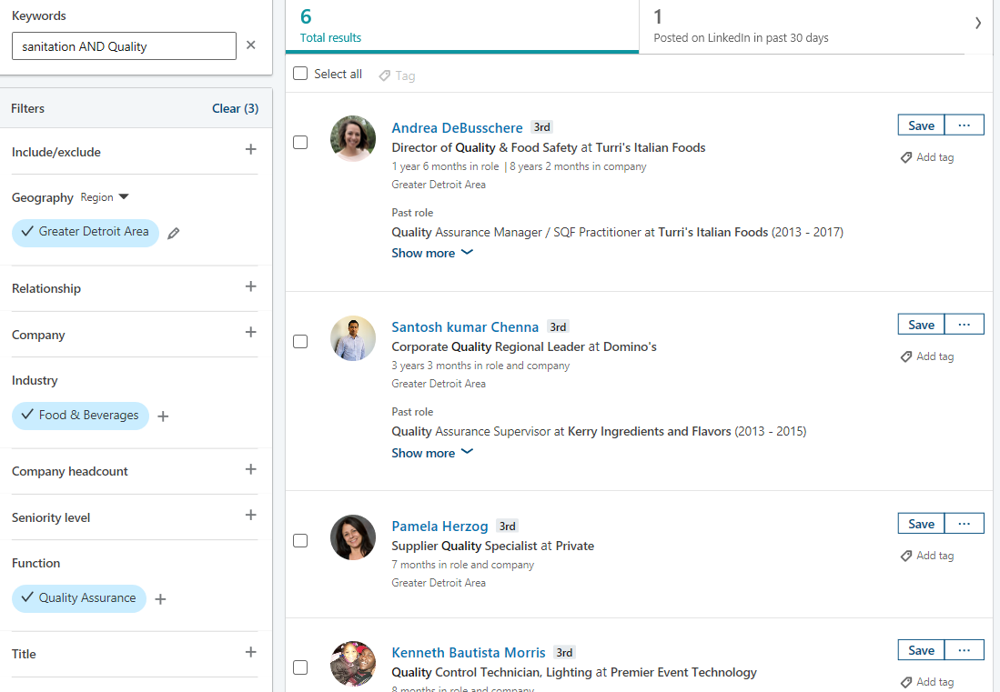 Keywords
sanitation AND Quality
Filters
Clear (3)
Include/exclude
Geography Region
Greater Detroit Area
Relationship
Company
Industry
Food & Beverages
Company headcount
Seniority level
Function
Quality Assurance
Title
6
Total results
1
Posted on LinkedIn in past 30 days
Select all
Tag
Andrea DeBusschere 3rd
Director of Quality & Food Safety at Turri's Italian Foods
1 year 6 months in role | 8 years 2 months in company
Greater Detroit Area
Past role
Quality Assurance Manager / SQF Practitioner at Turri's Italian Foods (2013 - 2017)
Show more
Save ...
Add tag
Santosh kumar Chenna 3rd
Corporate Quality Regional Leader at Domino's
3 years 3 months in role and company
Greater Detroit Area
Past role
Quality Assurance Supervisor at Kerry Ingredients and Flavors (2013 - 2015)
Show more
Save ...
Add tag
Pamela Herzog 3rd
Supplier Quality Specialist at Private
7 months in role and company
Greater Detroit Area
Save ...
Add tag
Kenneth Bautista Morris 3rd
Quality Control Technician, Lighting at Premier Event Technology
8 months in role and company
Save ...
Add tag